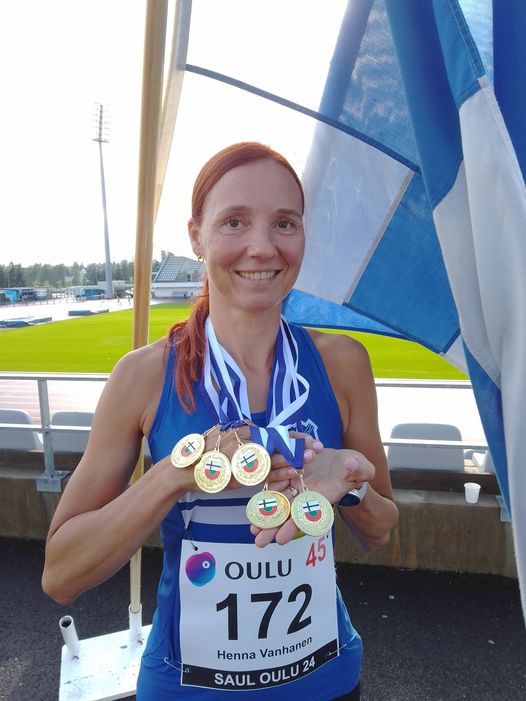 OULU 45
172
Henna Vanhanen
SAUL OULU 24